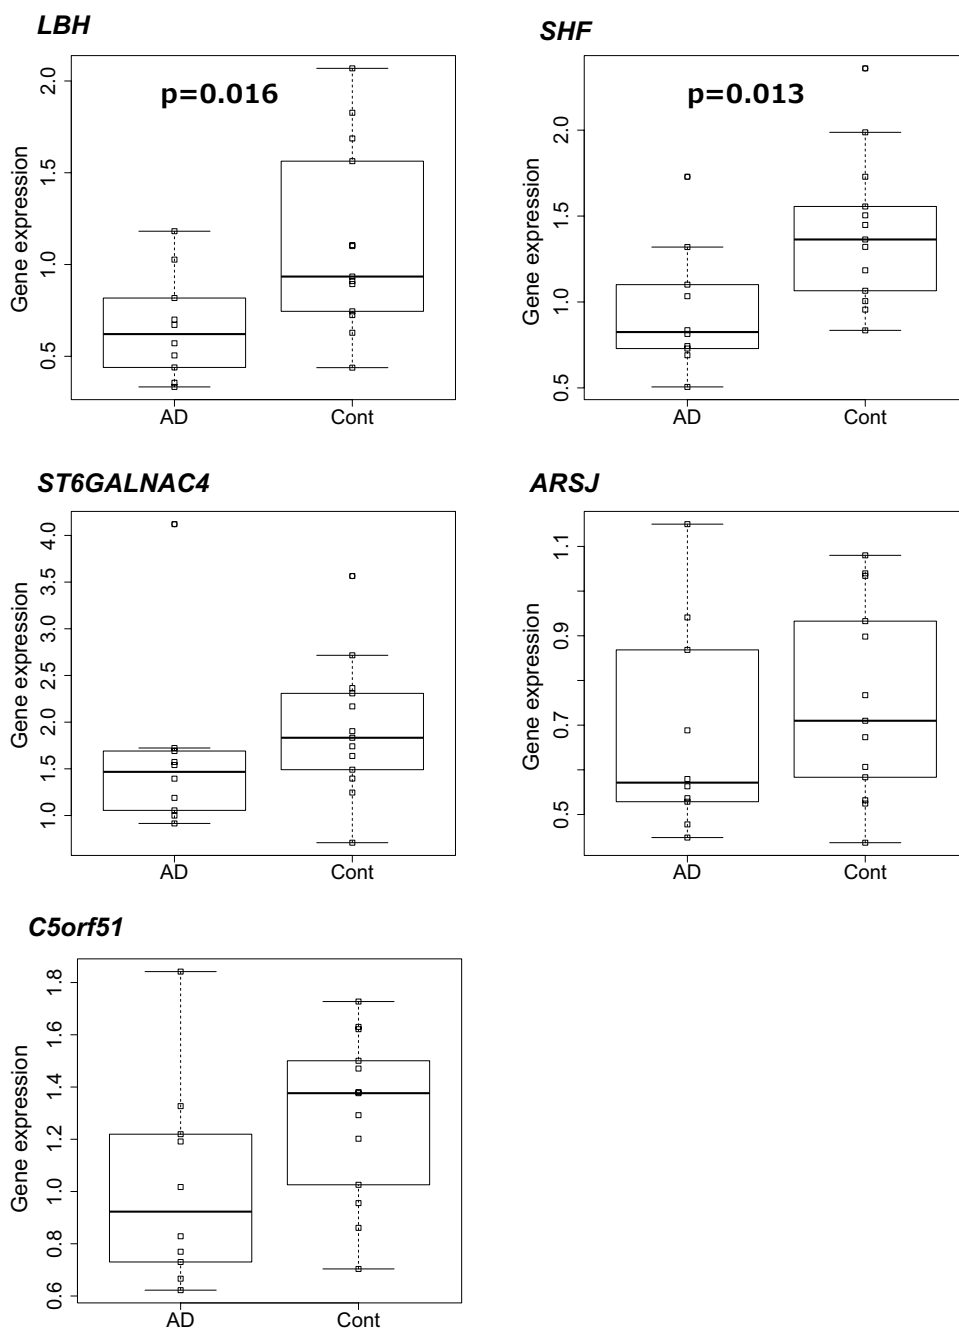 LBH
p=0.016
Gene expression
2.0
1.5
1.0
0.5
AD Cont
SHF
p=0.013
Gene expression
2.0
1.5
1.0
0.5
AD Cont
ST6GALNAC4
Gene expression
4.0
3.5
3.0
2.5
2.0
1.5
1.0
AD Cont
ARSJ
Gene expression
1.1
0.9
0.7
0.5
AD Cont
C5orf51
Gene expression
1.8
1.6
1.4
1.2
1.0
0.8
0.6
AD Cont